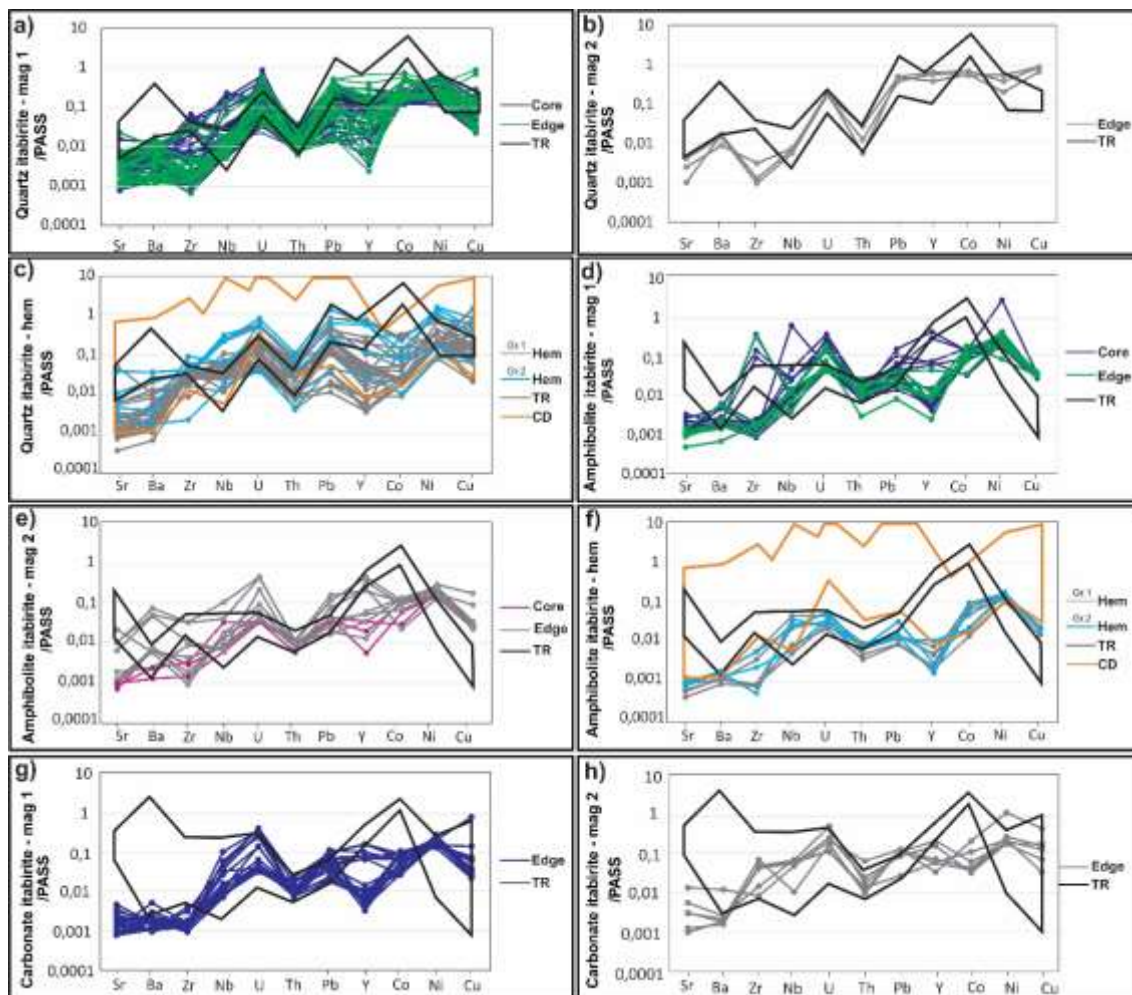 a)
Quartz itabirite - mag 1
/PASS
10
1
0,1
0,01
0,001
0,0001
Sr Ba Zr Nb U Th Pb Y Co Ni Cu
Core
Edge
TR
b)
Quartz itabirite - mag 2
/PASS
10
1
0,1
0,01
0,001
0,0001
Sr Ba Zr Nb U Th Pb Y Co Ni Cu
Edge
TR
c)
Quartz itabirite - hem
/PASS
10
1
0,1
0,01
0,001
0,0001
Sr Ba Zr Nb U Th Pb Y Co Ni Cu
Gx1 Hem
Gx2 Hem
TR
CD
d)
Amphibolite itabirite - mag 1
/PASS
10
1
0,1
0,01
0,001
0,0001
Sr Ba Zr Nb U Th Pb Y Co Ni Cu
Core
Edge
TR
e)
Amphibolite itabirite - mag 2
/PASS
10
1
0,1
0,01
0,001
0,0001
Sr Ba Zr Nb U Th Pb Y Co Ni Cu
Core
Edge
TR
f)
Amphibolite itabirite - hem
/PASS
10
1
0,1
0,01
0,001
0,0001
Sr Ba Zr Nb U Th Pb Y Co Ni Cu
Gx 1 Hem
Gx2 Hem
TR
CD
g)
Carbonate itabirite - mag 1
/PASS
10
1
0,1
0,01
0,001
0,0001
Sr Ba Zr Nb U Th Pb Y Co Ni Cu
Edge
TR
h)
Carbonate itabirite - mag 2
/PASS
10
1
0,1
0,01
0,001
0,0001
Sr Ba Zr Nb U Th Pb Y Co Ni Cu
Edge
TR